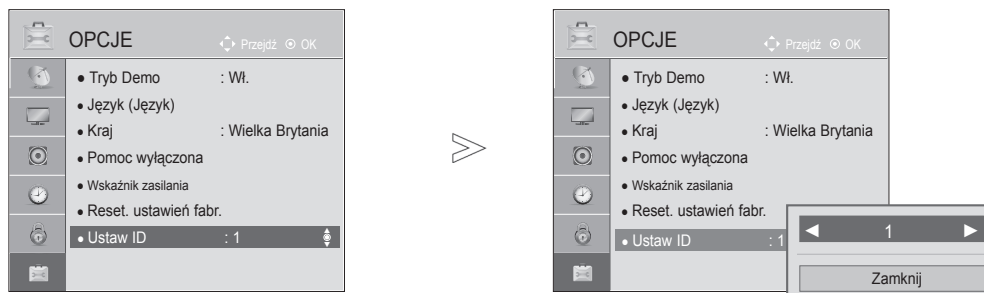 OPCJE
Przejdź OK
• Tryb Demo : Wł.
• Język (Język)
• Kraj : Wielka Brytania
• Pomoc wyłączona
• Wskaźnik zasilania
• Reset. ustawień fabr.
• Ustaw ID : 1
OPCJE
Przejdź OK
• Tryb Demo : Wł.
• Język (Język)
• Kraj : Wielka Brytania
• Pomoc wyłączona
• Wskaźnik zasilania
• Reset. ustawień fabr.
• Ustaw ID : 1
◄ 1 ►
Zamknij